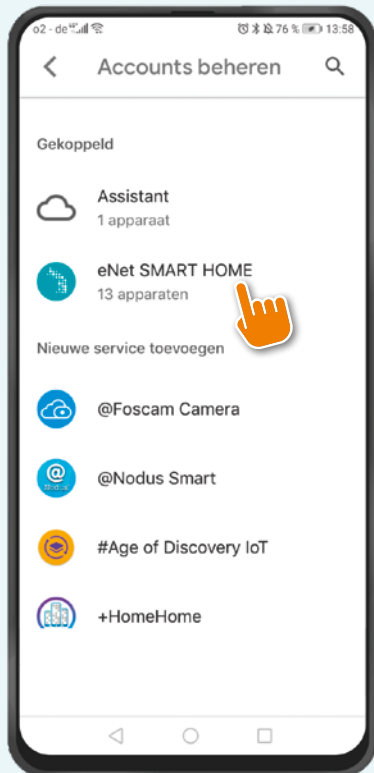 o2 - de 13:58
76 %
Accounts beheren
Gekoppeld
Assistant
1 apparaat
eNet SMART HOME
13 apparaten
Nieuwe service toevoegen
@Foscam Camera
@
Nodus
@Nodus Smart
#Age of Discovery IoT
+HomeHome